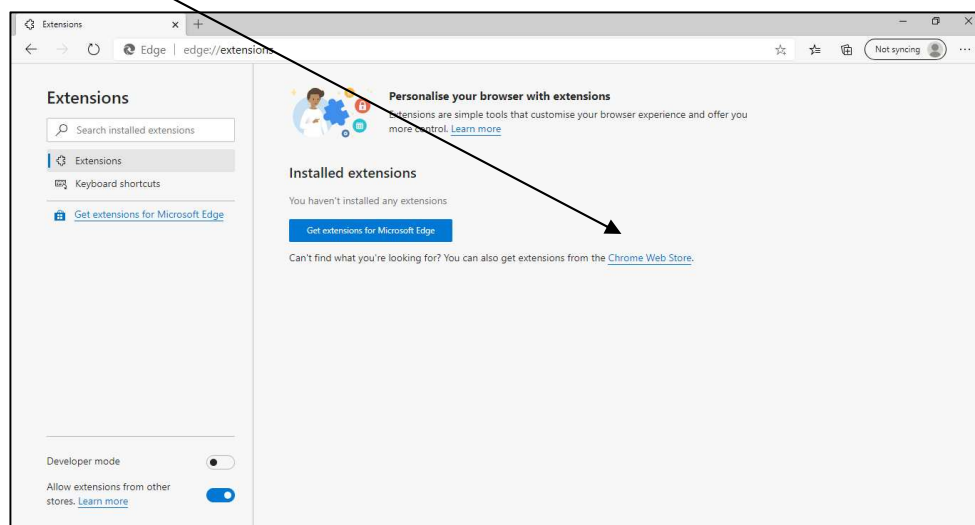 Extensions
Edge | edge://extensions
Not syncing
Extensions
Search installed extensions
Extensions
Keyboard shortcuts
Get extensions for Microsoft Edge
Personalise your browser with extensions
Extensions are simple tools that customise your browser experience and offer you
more control. Learn more
Installed extensions
You haven't installed any extensions
Get extensions for Microsoft Edge
Can't find what you're looking for? You can also get extensions from the Chrome Web Store.
Developer mode
Allow extensions from other
stores. Learn more